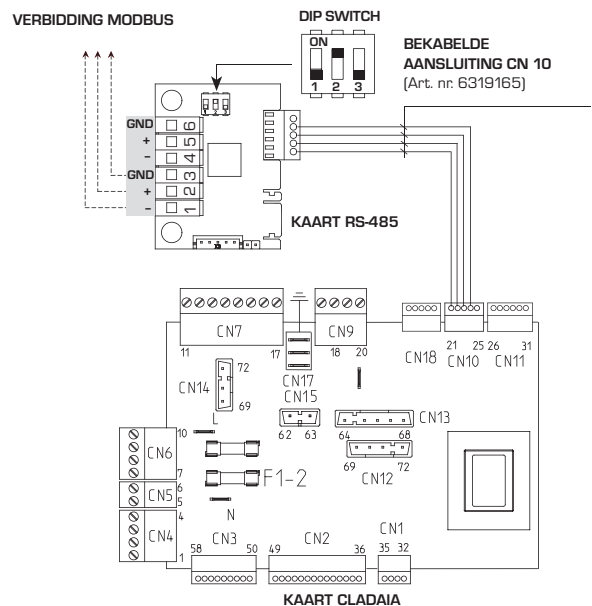 VERBIDDING MODBUS
DIP SWITCH
ON
1 2 3
BEKABELDE
AANSLUITING CN 10
(Art. nr. 6319165)
1 2 3
GND 6
+ 5
- 4
GND 3
+ 2
- 1
KAART RS-485
CN7
11 17
CN9
18 20
CN18
21 25
CN10
26 31
CN11
CN17
CN14
72
69
CN15
62 63
CN13
64 68
CN12
69 72
L
F1-2
N
CN6
10
7
CN5
6
5
CN4
4
1
CN3
58 50
CN2
49 36
CN1
35 32
KAART CLADAIA